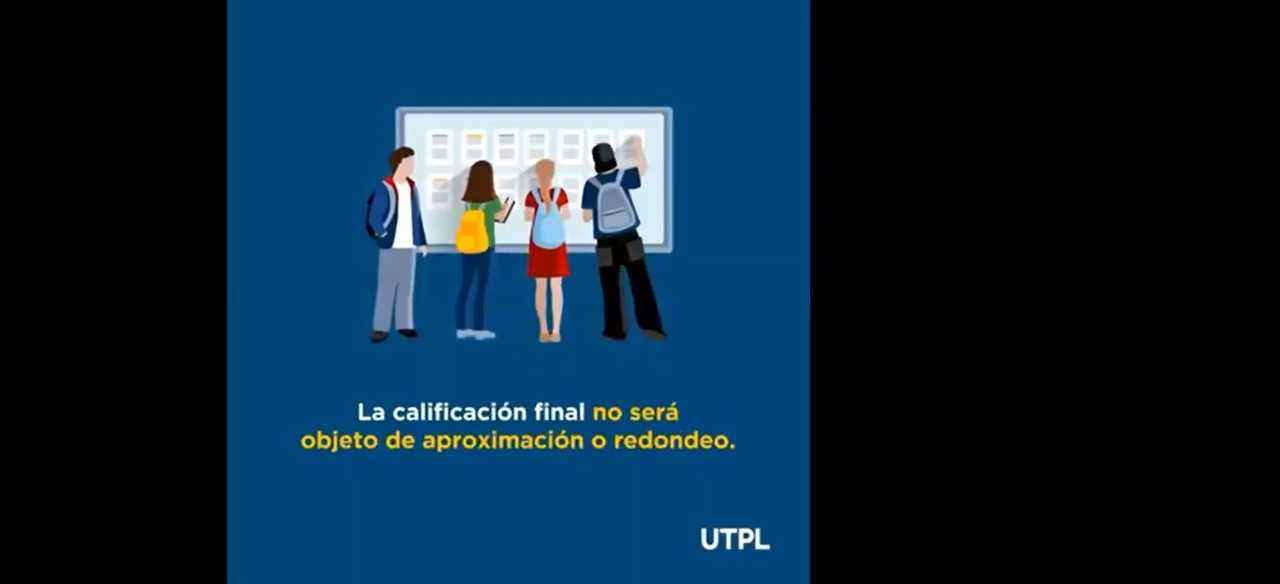 La calificación final no será
objeto de aproximación o redondeo.
UTPL